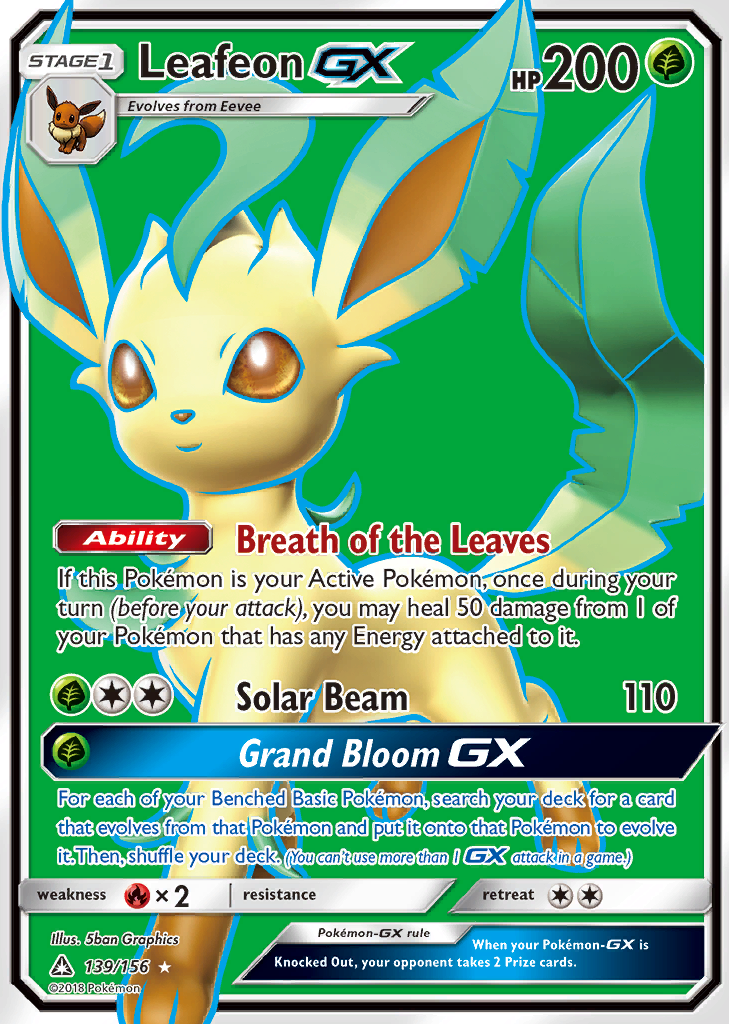 STAGE 1 Leafeon GX HP 200
Evolves from Eevee
Ability Breath of the Leaves
If this Pokémon is your Active Pokémon, once during your
turn (before your attack), you may heal 50 damage from 1 of
your Pokémon that has any Energy attached to it.
Solar Beam 110
Grand Bloom GX
For each of your Benched Basic Pokémon, search your deck for a card
that evolves from that Pokémon and put it onto that Pokémon to evolve
it. Then, shuffle your deck. (You can't use more than 1 GX attack in a game.)
weakness ×2 resistance retreat
Illus. 5ban Graphics
139/156 ★
©2018 Pokémon
Pokémon-GX rule
When your Pokémon-GX is
Knocked Out, your opponent takes 2 Prize cards.